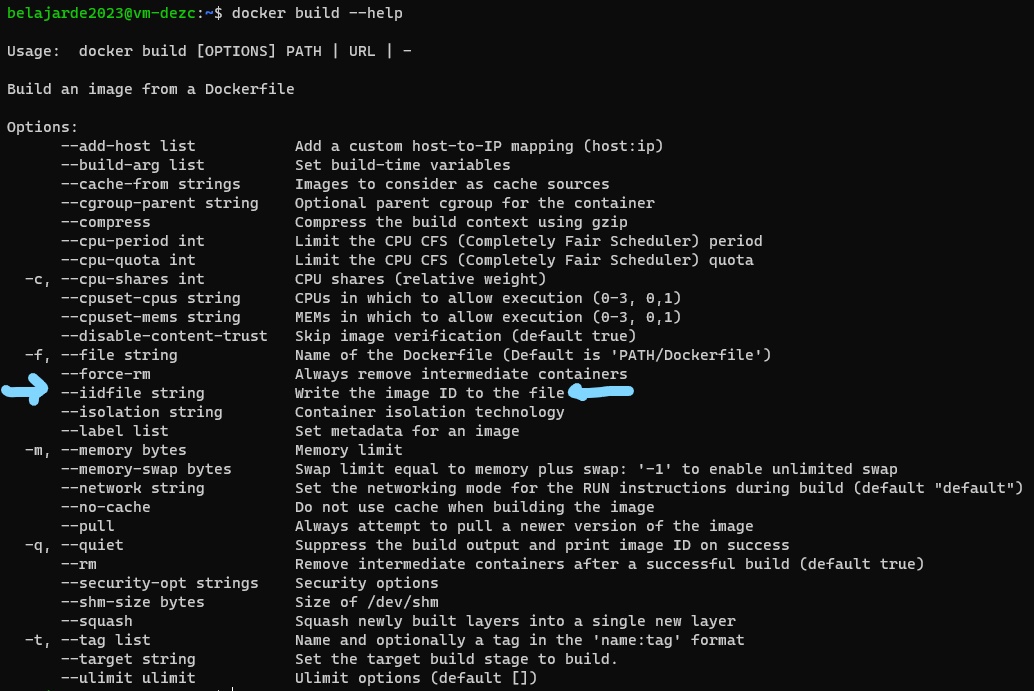 belajarde2023@vm-dezc:~$ docker build --help
Usage:  docker build [OPTIONS] PATH | URL | -
Build an image from a Dockerfile
Options:
      --add-host list           Add a custom host-to-IP mapping (host:ip)
      --build-arg list          Set build-time variables
      --cache-from strings      Images to consider as cache sources
      --cgroup-parent string    Optional parent cgroup for the container
      --compress                Compress the build context using gzip
      --cpu-period int          Limit the CPU CFS (Completely Fair Scheduler) period
      --cpu-quota int           Limit the CPU CFS (Completely Fair Scheduler) quota
  -c, --cpu-shares int          CPU shares (relative weight)
      --cpuset-cpus string      CPUs in which to allow execution (0-3, 0,1)
      --cpuset-mems string      MEMs in which to allow execution (0-3, 0,1)
      --disable-content-trust   Skip image verification (default true)
  -f, --file string             Name of the Dockerfile (Default is 'PATH/Dockerfile')
      --force-rm                Always remove intermediate containers
      --iidfile string          Write the image ID to the file
      --isolation string        Container isolation technology
      --label list              Set metadata for an image
  -m, --memory bytes            Memory limit
      --memory-swap bytes       Swap limit equal to memory plus swap: '-1' to enable unlimited swap
      --network string          Set the networking mode for the RUN instructions during build (default "default")
      --no-cache                Do not use cache when building the image
      --pull                    Always attempt to pull a newer version of the image
  -q, --quiet                   Suppress the build output and print image ID on success
      --rm                      Remove intermediate containers after a successful build (default true)
      --security-opt strings    Security options
      --shm-size bytes          Size of /dev/shm
      --squash                  Squash newly built layers into a single new layer
  -t, --tag list                Name and optionally a tag in the 'name:tag' format
      --target string           Set the target build stage to build.
      --ulimit ulimit           Ulimit options (default [])